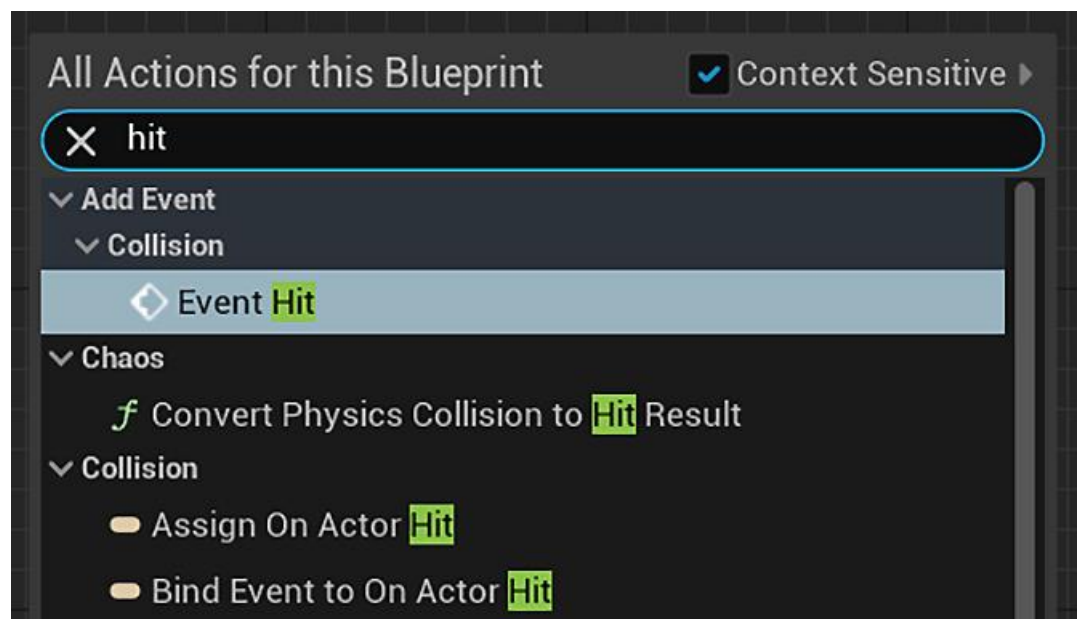 All Actions for this Blueprint Context Sensitive
hit
Add Event
Collision
Event Hit
Chaos
Convert Physics Collision to Hit Result
Collision
Assign On Actor Hit
Bind Event to On Actor Hit